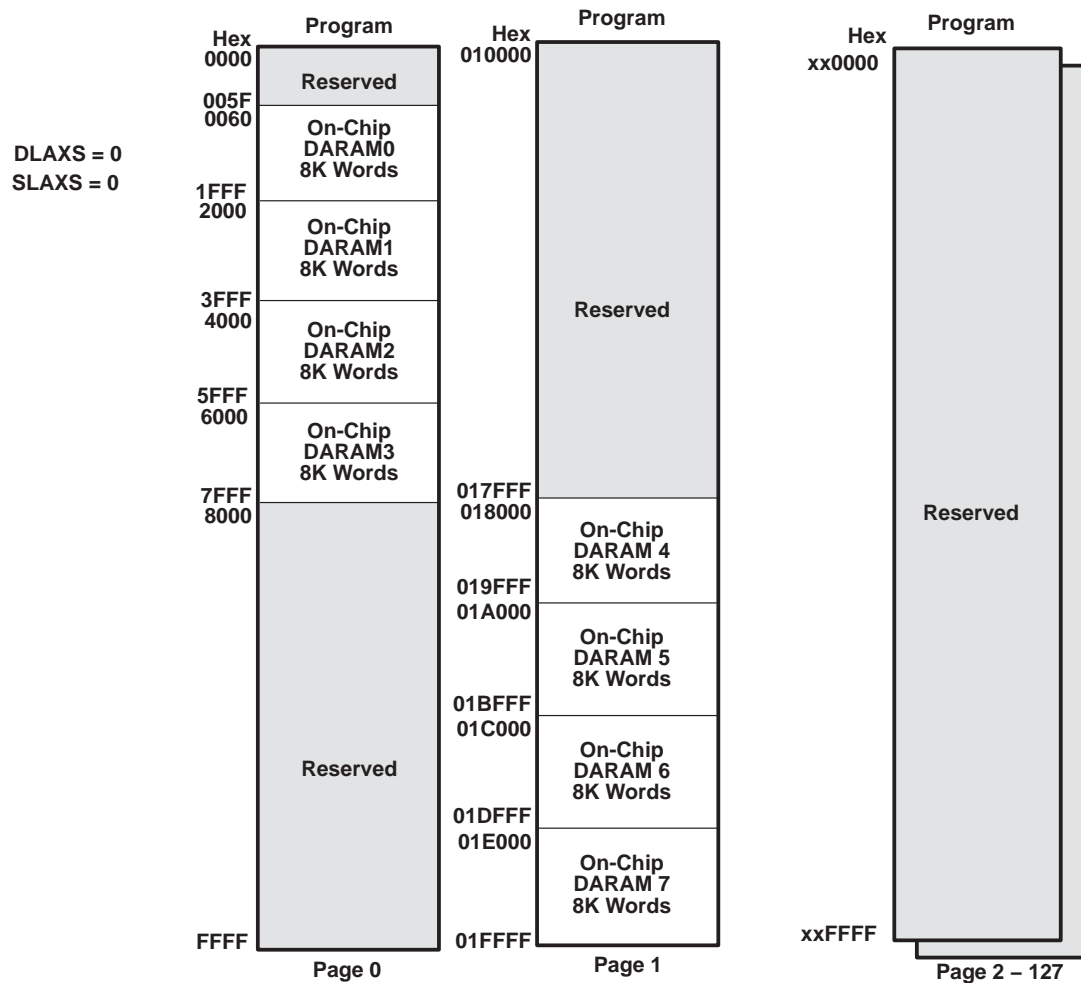 DLAXS = 0
SLAXS = 0
Hex
Program
0000
Reserved
005F
0060
On-Chip
DARAM0
8K Words
1FFF
2000
On-Chip
DARAM1
8K Words
3FFF
4000
On-Chip
DARAM2
8K Words
5FFF
6000
On-Chip
DARAM3
8K Words
7FFF
8000
Reserved
FFFF
Page 0
Hex
Program
010000
Reserved
017FFF
018000
On-Chip
DARAM 4
8K Words
019FFF
01A000
On-Chip
DARAM 5
8K Words
01BFFF
01C000
On-Chip
DARAM 6
8K Words
01DFFF
01E000
On-Chip
DARAM 7
8K Words
01FFFF
Page 1
Hex
Program
xx0000
Reserved
xxFFFF
Page 2 – 127